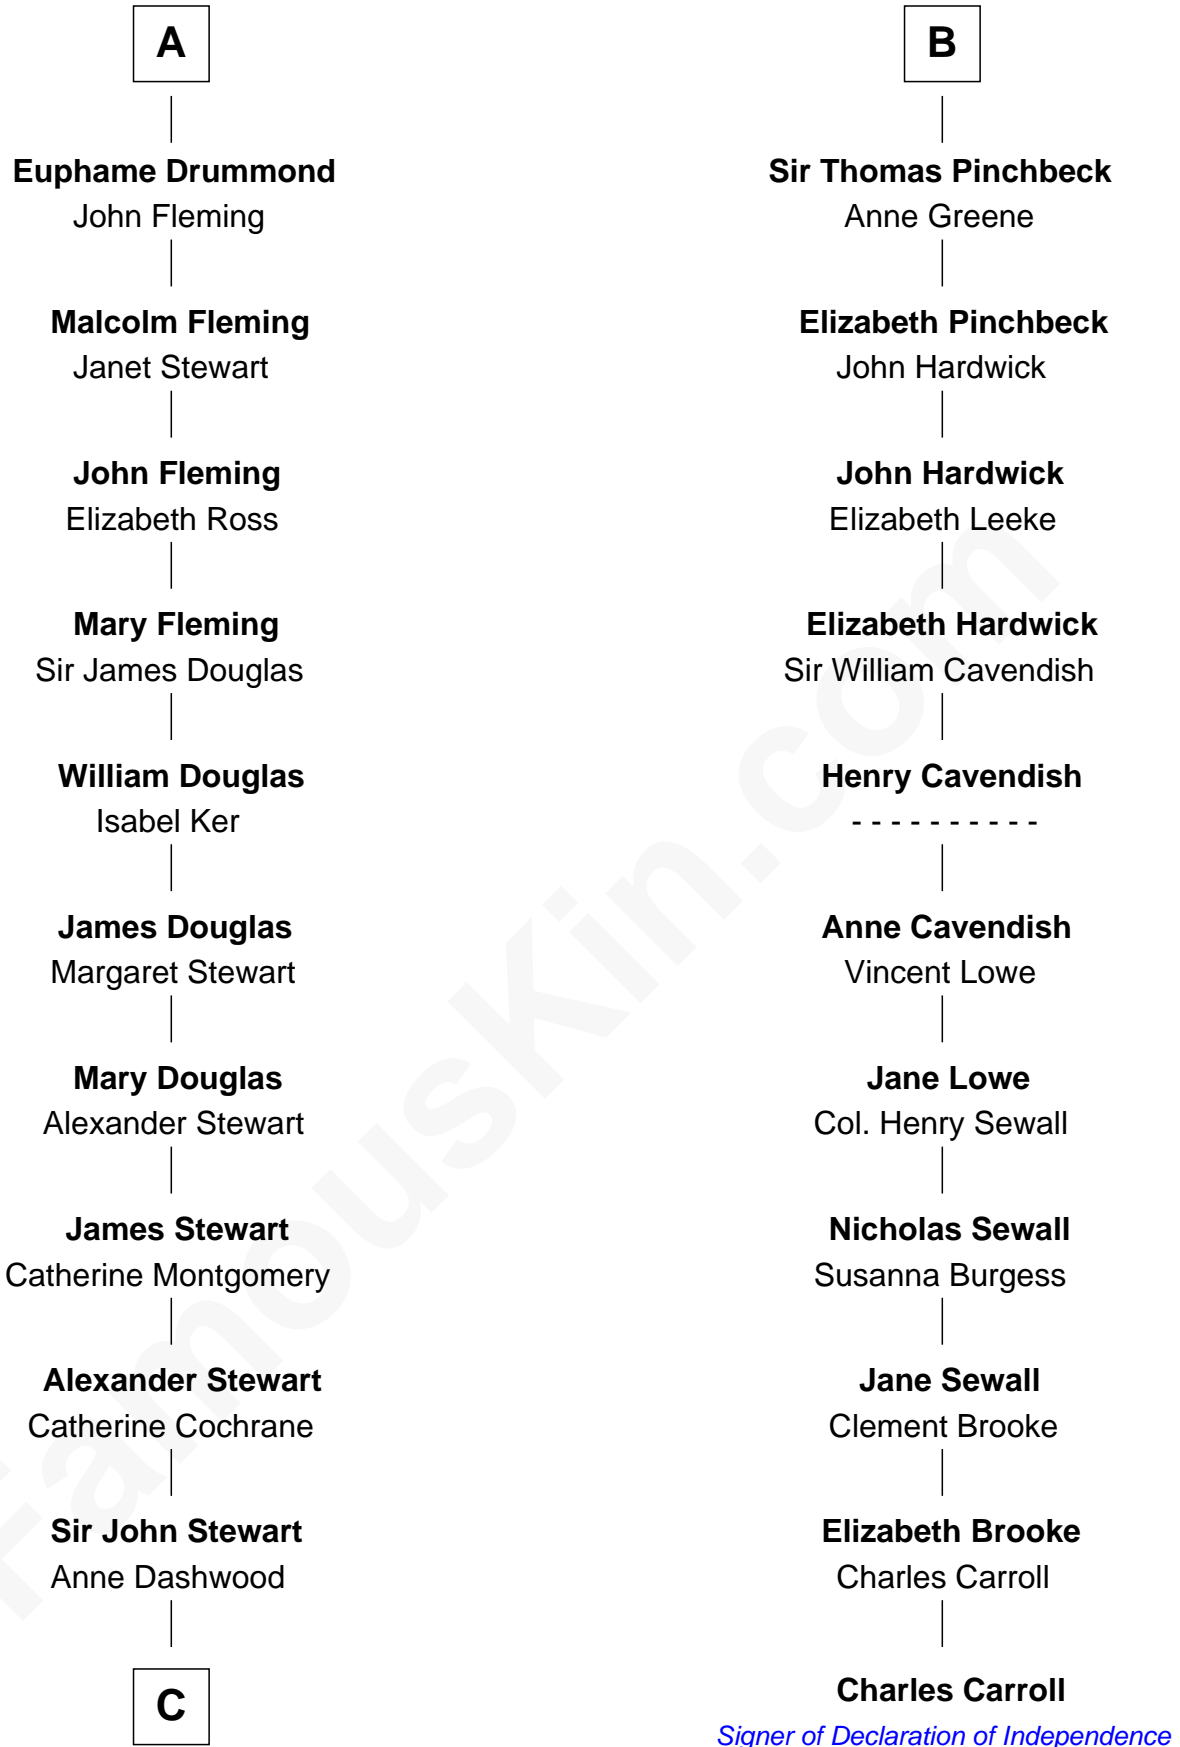 A
Euphame Drummond
John Fleming
Malcolm Fleming
Janet Stewart
John Fleming
Elizabeth Ross
Mary Fleming
Sir James Douglas
William Douglas
Isabel Ker
James Douglas
Margaret Stewart
Mary Douglas
Alexander Stewart
James Stewart
Catherine Montgomery
Alexander Stewart
Catherine Cochrane
Sir John Stewart
Anne Dashwood
C
B
Sir Thomas Pinchbeck
Anne Greene
Elizabeth Pinchbeck
John Hardwick
John Hardwick
Elizabeth Leeke
Elizabeth Hardwick
Sir William Cavendish
Henry Cavendish
- - - - - - - - - -
Anne Cavendish
Vincent Lowe
Jane Lowe
Col. Henry Sewall
Nicholas Sewall
Susanna Burgess
Jane Sewall
Clement Brooke
Elizabeth Brooke
Charles Carroll
Charles Carroll
Signer of Declaration of Independence
FamousKin.com